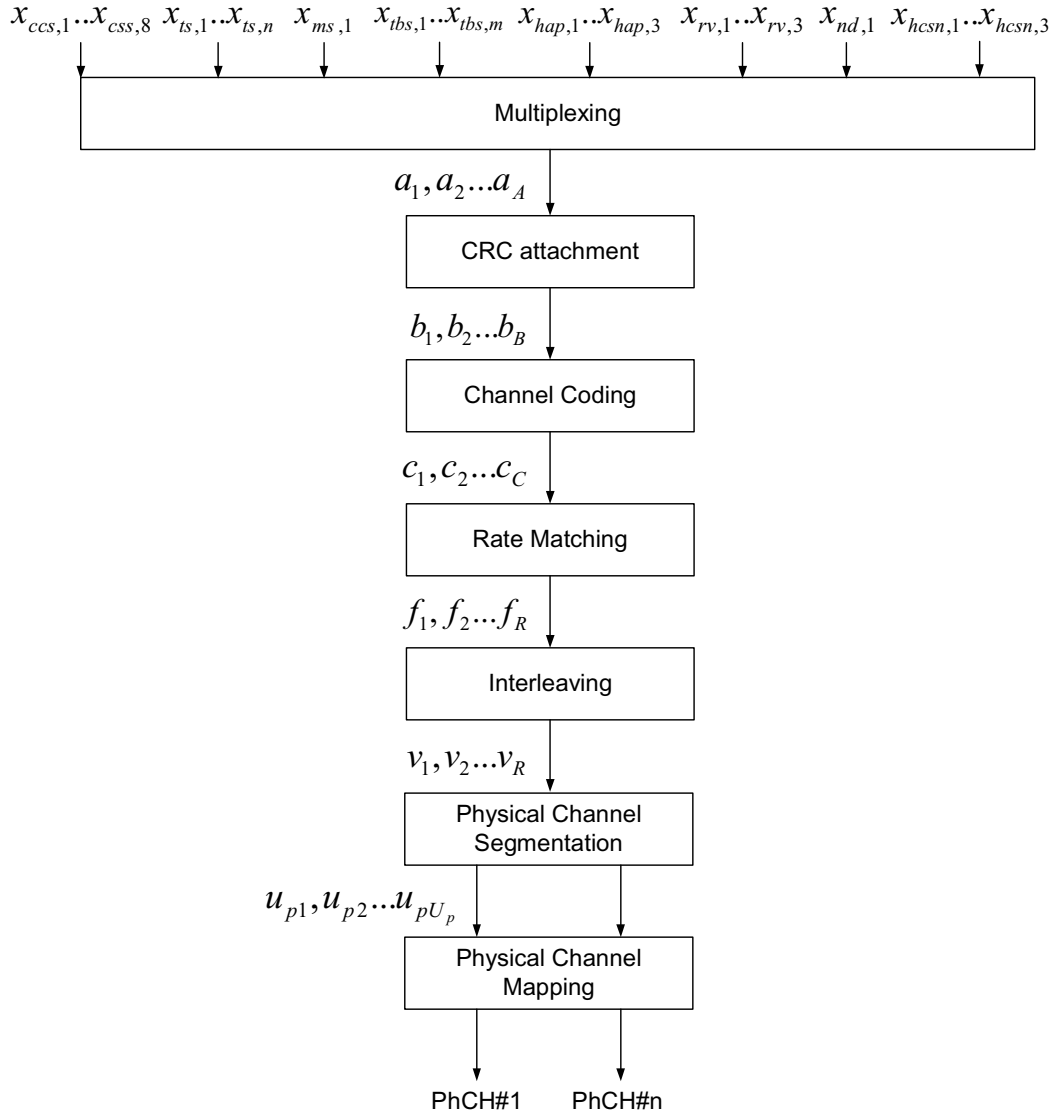 x_{ccs,1}..x_{css,8} x_{ts,1}..x_{ts,n} x_{ms,1} x_{tbs,1}..x_{tbs,m} x_{hap,1}..x_{hap,3} x_{rv,1}..x_{rv,3} x_{nd,1} x_{hcsn,1}..x_{hcsn,3}
Multiplexing
a_1, a_2...a_A
CRC attachment
b_1, b_2...b_B
Channel Coding
c_1, c_2...c_C
Rate Matching
f_1, f_2...f_R
Interleaving
v_1, v_2...v_R
Physical Channel
Segmentation
u_{p1}, u_{p2}...u_{pU_p}
Physical Channel
Mapping
PhCH#1 PhCH#n